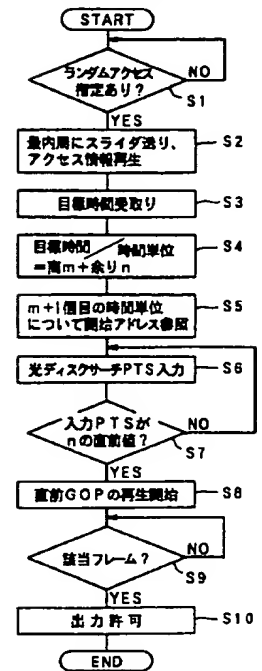 START
ランダムアクセス
指定あり?
NO
S1
YES
最内周にスライダ送り、
アクセス情報再生
S2
目標時間受取り
S3
目標時間/時間単位
=商m+余りn
S4
m+1個目の時間単位
について開始アドレス参照
S5
光ディスクサーチPTS入力
S6
入力PTSが
nの直前値?
NO
S7
YES
直前GOPの再生開始
S8
該当フレーム?
NO
S9
YES
出力許可
S10
END